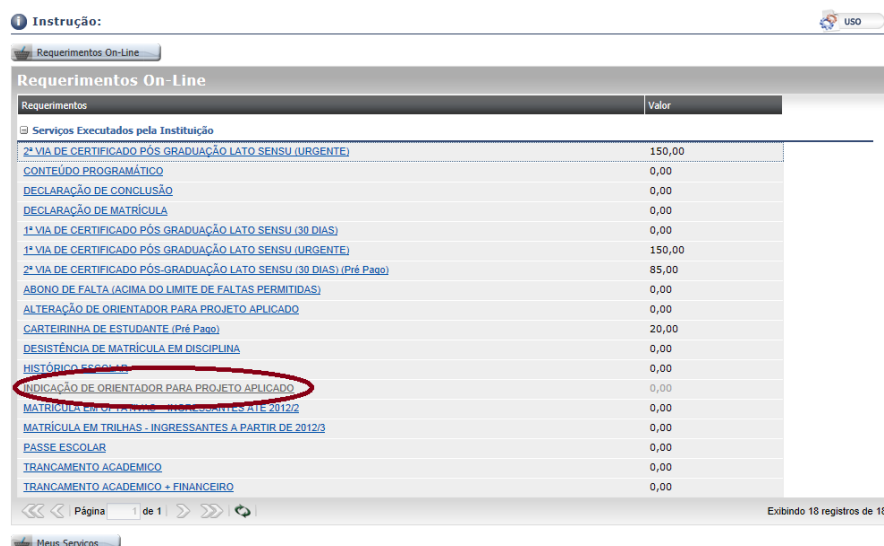 Instrução:
USO
Requerimentos On-Line
Requerimentos On-Line
Requerimentos Valor
Serviços Executados pela Instituição
2ª VIA DE CERTIFICADO PÓS GRADUAÇÃO LATO SENSU (URGENTE) 150,00
CONTEÚDO PROGRAMÁTICO 0,00
DECLARAÇÃO DE CONCLUSÃO 0,00
DECLARAÇÃO DE MATRÍCULA 0,00
1ª VIA DE CERTIFICADO PÓS GRADUAÇÃO LATO SENSU (30 DIAS) 0,00
1ª VIA DE CERTIFICADO PÓS GRADUAÇÃO LATO SENSU (URGENTE) 150,00
2ª VIA DE CERTIFICADO PÓS-GRADUAÇÃO LATO SENSU (30 DIAS) (Pré Pago) 85,00
ABONO DE FALTA (ACIMA DO LIMITE DE FALTAS PERMITIDAS) 0,00
ALTERAÇÃO DE ORIENTADOR PARA PROJETO APLICADO 0,00
CARTEIRINHA DE ESTUDANTE (Pré Pago) 20,00
DESISTÊNCIA DE MATRÍCULA EM DISCIPLINA 0,00
HISTÓRICO ESCOLAR 0,00
INDICAÇÃO DE ORIENTADOR PARA PROJETO APLICADO 0,00
MATRÍCULA EM OPTATIVAS - INGRESSANTES ATÉ 2012/2 0,00
MATRÍCULA EM TRILHAS - INGRESSANTES A PARTIR DE 2012/3 0,00
PASSE ESCOLAR 0,00
TRANCAMENTO ACADEMICO 0,00
TRANCAMENTO ACADEMICO + FINANCEIRO 0,00
Página 1 de 1 Exibindo 18 registros de 18
Meus Serviços